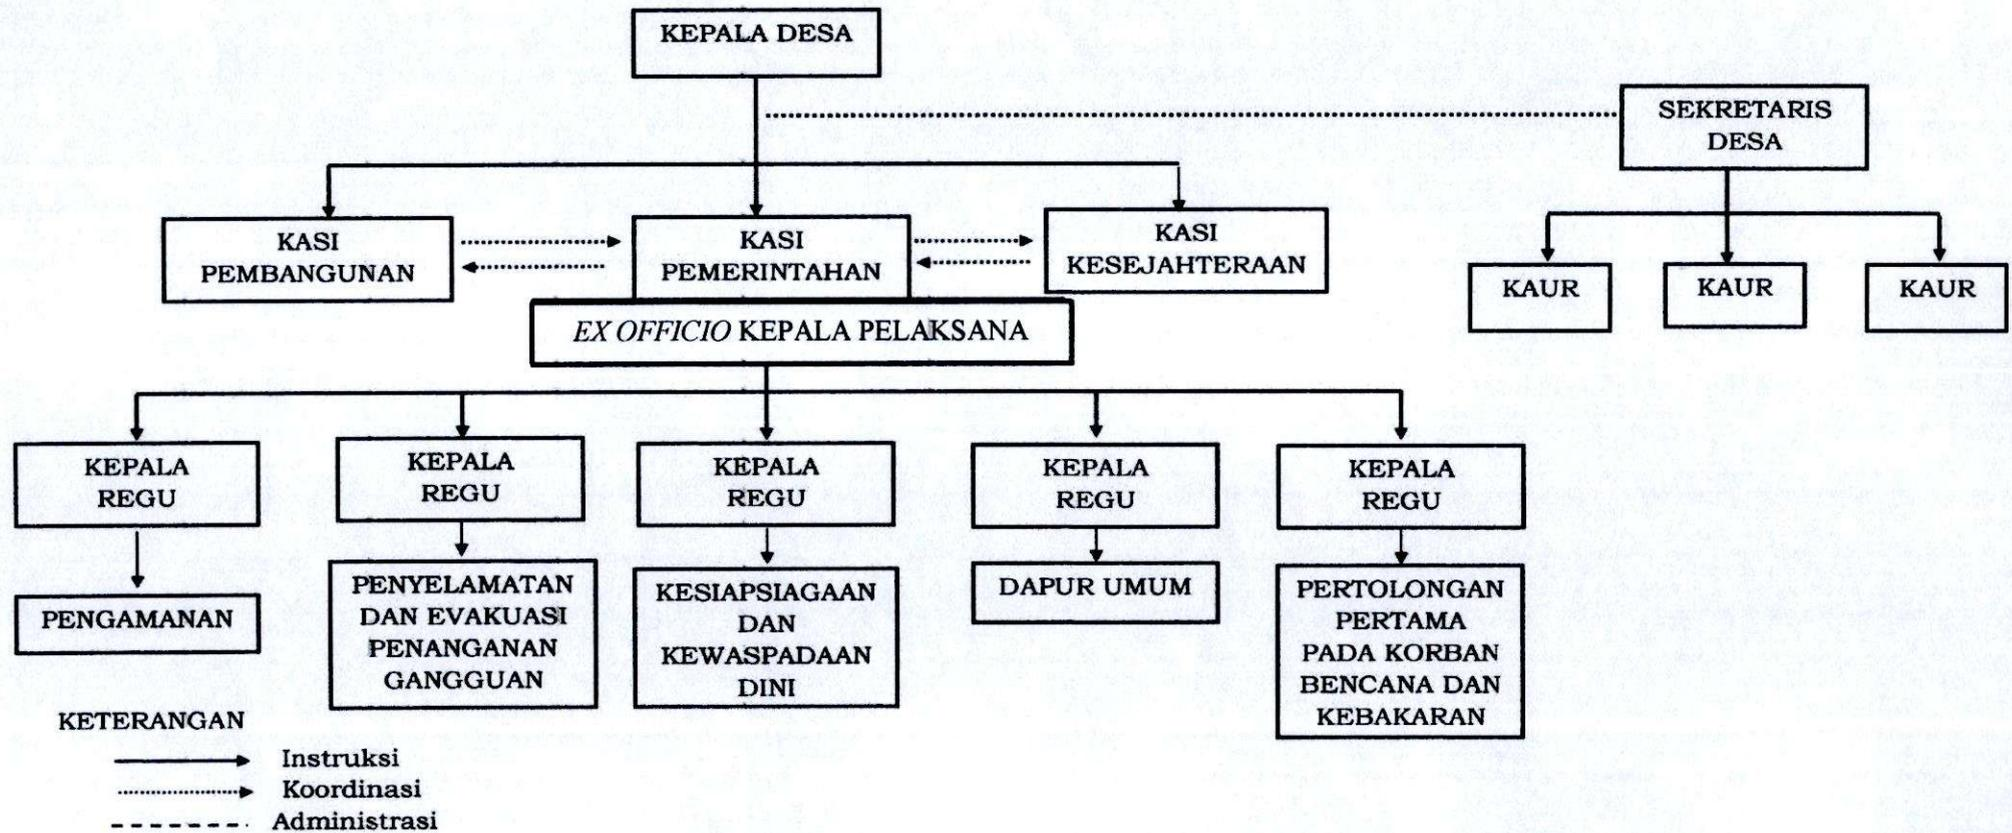 KEPALA DESA
SEKRETARIS
DESA
KASI
PEMBANGUNAN
KASI
PEMERINTAHAN
KASI
KESEJAHTERAAN
KAUR
KAUR
KAUR
EX OFFICIO KEPALA PELAKSANA
KEPALA
REGU
KEPALA
REGU
KEPALA
REGU
KEPALA
REGU
KEPALA
REGU
PENGAMANAN
PENYELAMATAN
DAN EVAKUASI
PENANGANAN
GANGGUAN
KESIAPSIAGAAN
DAN
KEWASPADAAN
DINI
DAPUR UMUM
PERTOLONGAN
PERTAMA
PADA KORBAN
BENCANA DAN
KEBAKARAN
KETERANGAN
Instruksi
Koordinasi
Administrasi